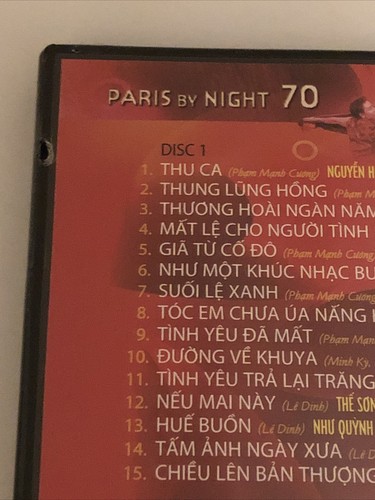 PARIS BY NIGHT 70
DISC 1
1. THU CA (Phạm Mạnh Cương) NGUYỄN H
2. THUNG LŨNG HỒNG (Phạm M
3. THƯƠNG HOÀI NGÀN NĂM
4. MẤT LỆ CHO NGƯỜI TÌNH
5. GIÃ TỪ CỐ ĐÔ (Phạm Mạnh Cương
6. NHƯ MỘT KHÚC NHẠC BU
7. SUỐI LỆ XANH (Phạm Mạnh Cương
8. TÓC EM CHƯA ÚA NẮNG
9. TÌNH YÊU ĐÃ MẤT (Phạm Mạn
10. ĐƯỜNG VỀ KHUYA (Minh Kỳ,
11. TÌNH YÊU TRẢ LẠI TRĂNG
12. NẾU MAI NÀY (Lê Dinh) THẾ SƠN
13. HUẾ BUỒN (Lê Dinh) NHƯ QUỲNH
14. TẤM ẢNH NGÀY XƯA (Lê D
15. CHIỀU LÊN BẢN THƯỢNG